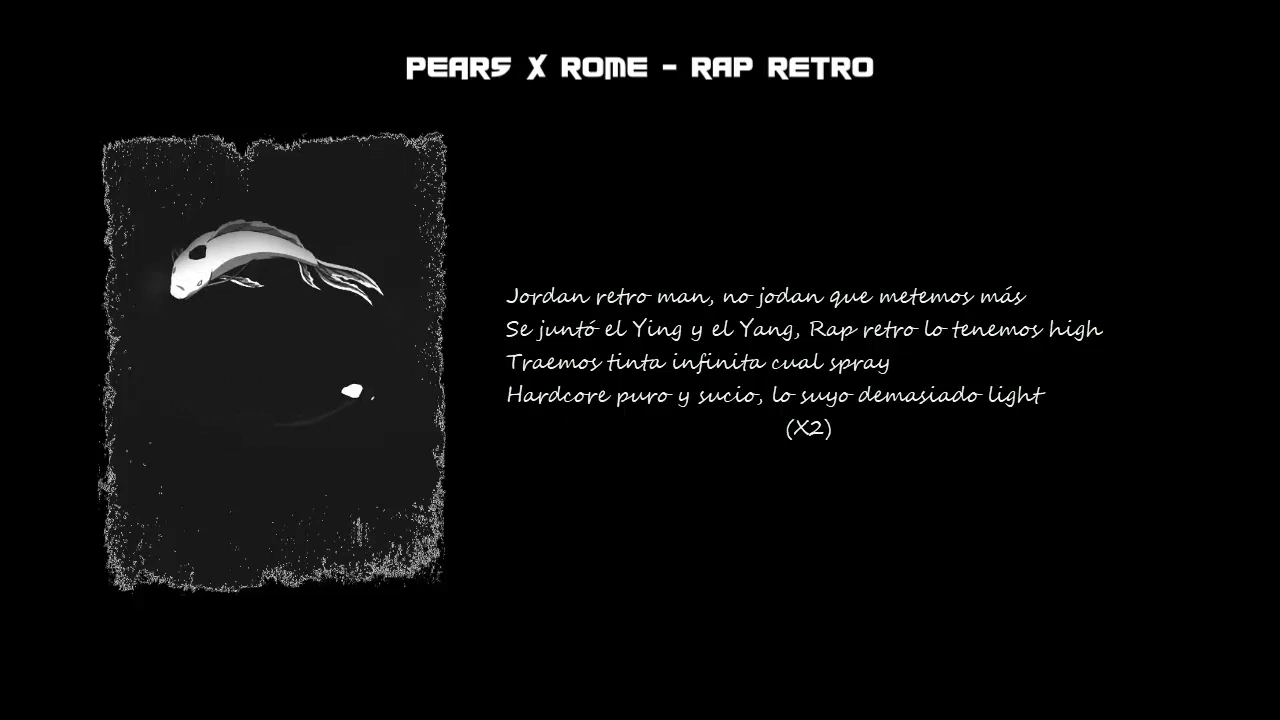 PEARS X ROME - RAP RETRO
Jordan retro man, no jodan que metemos más
Se juntó el Ying y el Yang, Rap retro lo tenemos high
Traemos tinta infinita cual spray
Hardcore puro y sucio, lo suyo demasiado light
(X2)